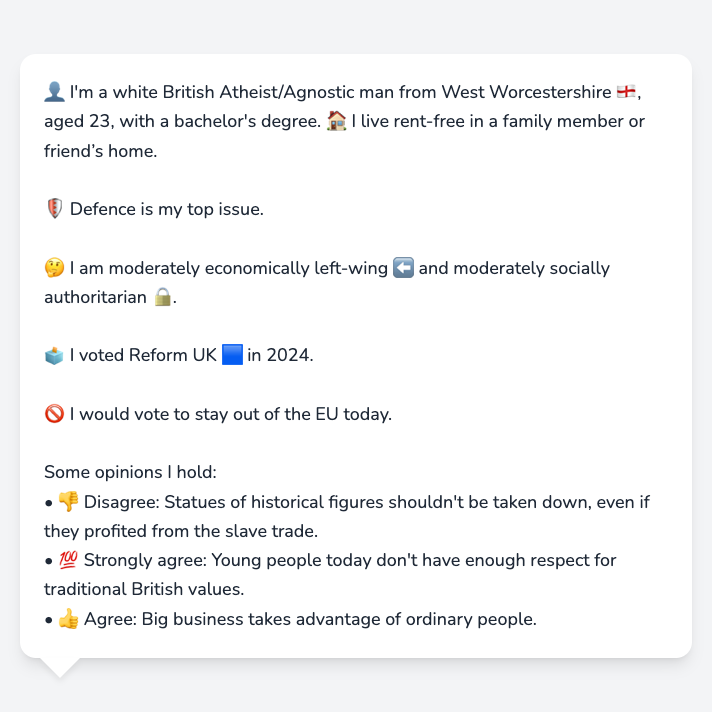 👤 I'm a white British Atheist/Agnostic man from West Worcestershire 🏴󠁧󠁢󠁥󠁮󠁧󠁿,
aged 23, with a bachelor's degree. 🏠 I live rent-free in a family member or
friend’s home.
🛡️ Defence is my top issue.
🤔 I am moderately economically left-wing ⬅️ and moderately socially
authoritarian 🔒.
🗳️ I voted Reform UK 🟦 in 2024.
🚫 I would vote to stay out of the EU today.
Some opinions I hold:
• 👎 Disagree: Statues of historical figures shouldn't be taken down, even if
they profited from the slave trade.
• 💯 Strongly agree: Young people today don't have enough respect for
traditional British values.
• 👍 Agree: Big business takes advantage of ordinary people.